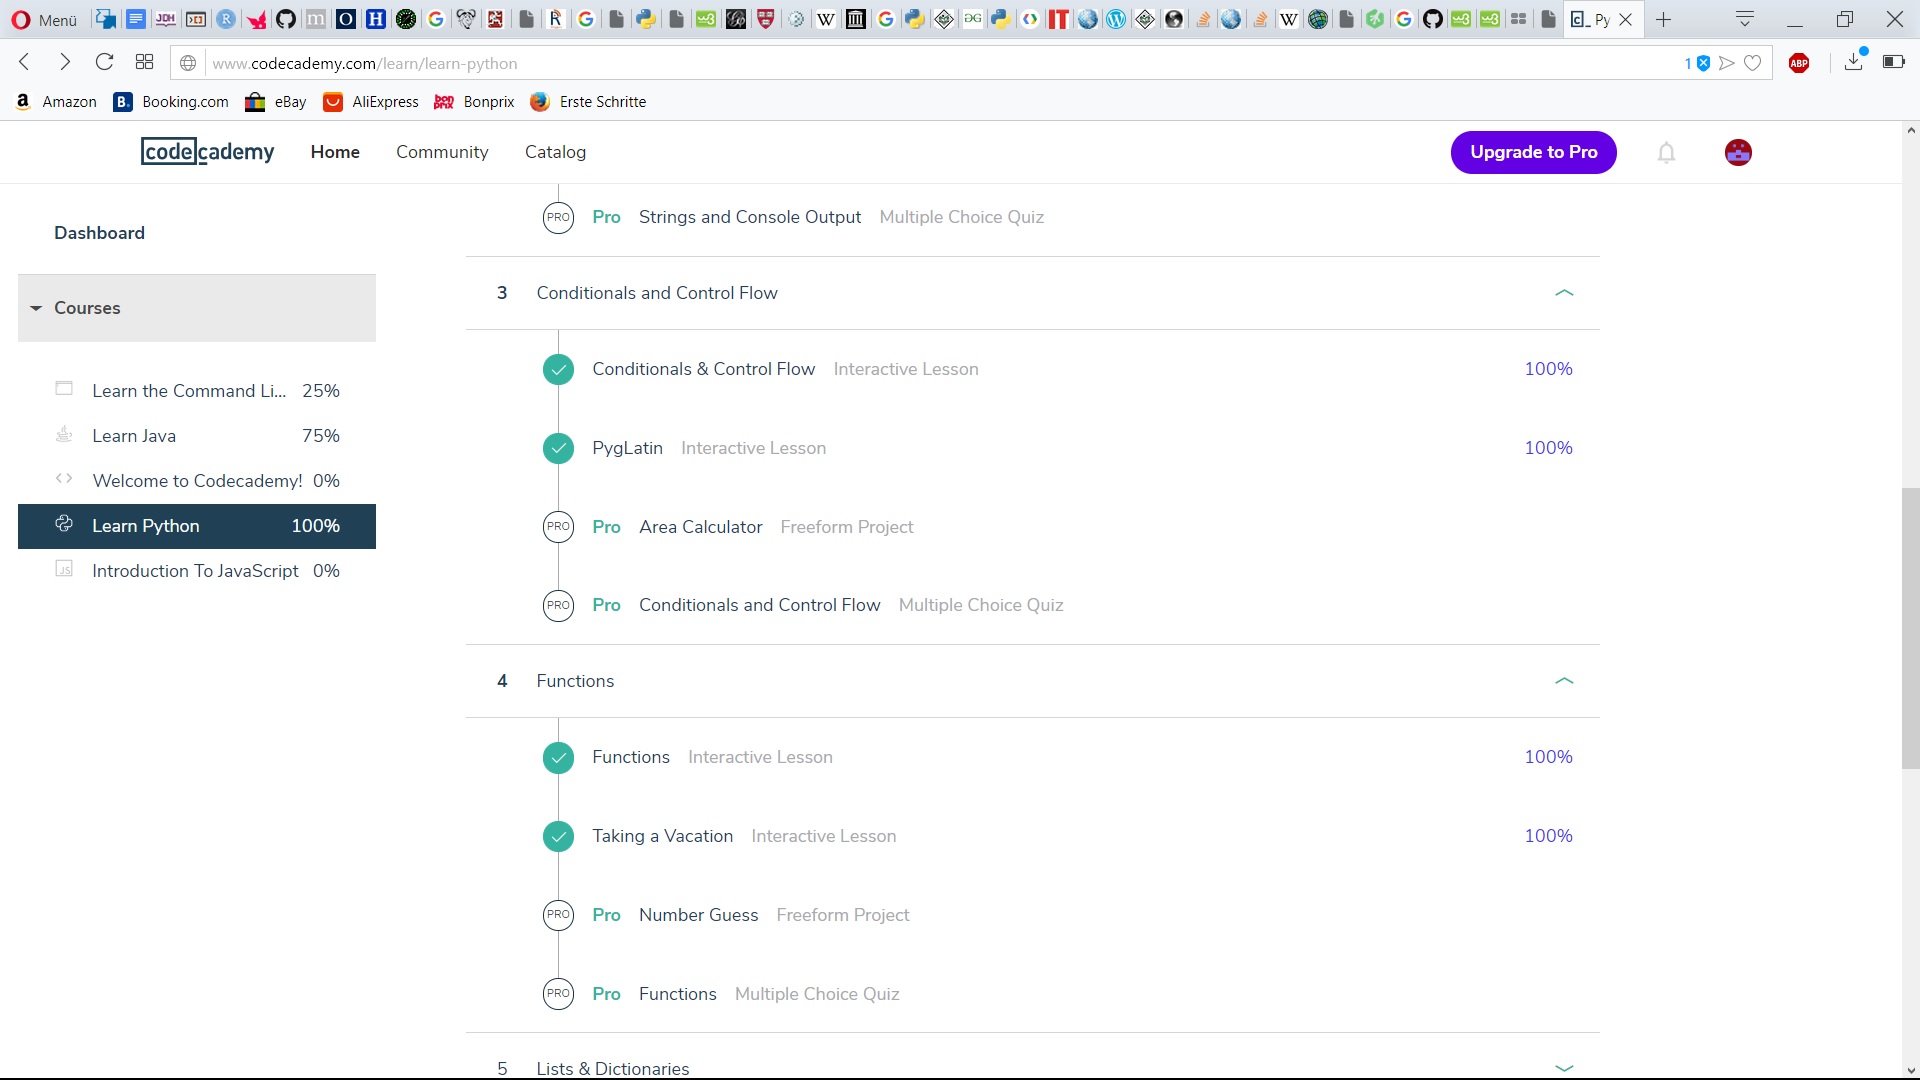 Menü
Py
www.codecademy.com/learn/learn-python
1
ABP
Amazon
Booking.com
eBay
AliExpress
Bonprix
Erste Schritte
codecademy
Home
Community
Catalog
Upgrade to Pro
Dashboard
Courses
Learn the Command Li... 25%
Learn Java 75%
Welcome to Codecademy! 0%
Learn Python 100%
Introduction To JavaScript 0%
PRO Pro Strings and Console Output Multiple Choice Quiz
3 Conditionals and Control Flow
Conditionals & Control Flow Interactive Lesson 100%
PygLatin Interactive Lesson 100%
PRO Pro Area Calculator Freeform Project
PRO Pro Conditionals and Control Flow Multiple Choice Quiz
4 Functions
Functions Interactive Lesson 100%
Taking a Vacation Interactive Lesson 100%
PRO Pro Number Guess Freeform Project
PRO Pro Functions Multiple Choice Quiz
5 Lists & Dictionaries